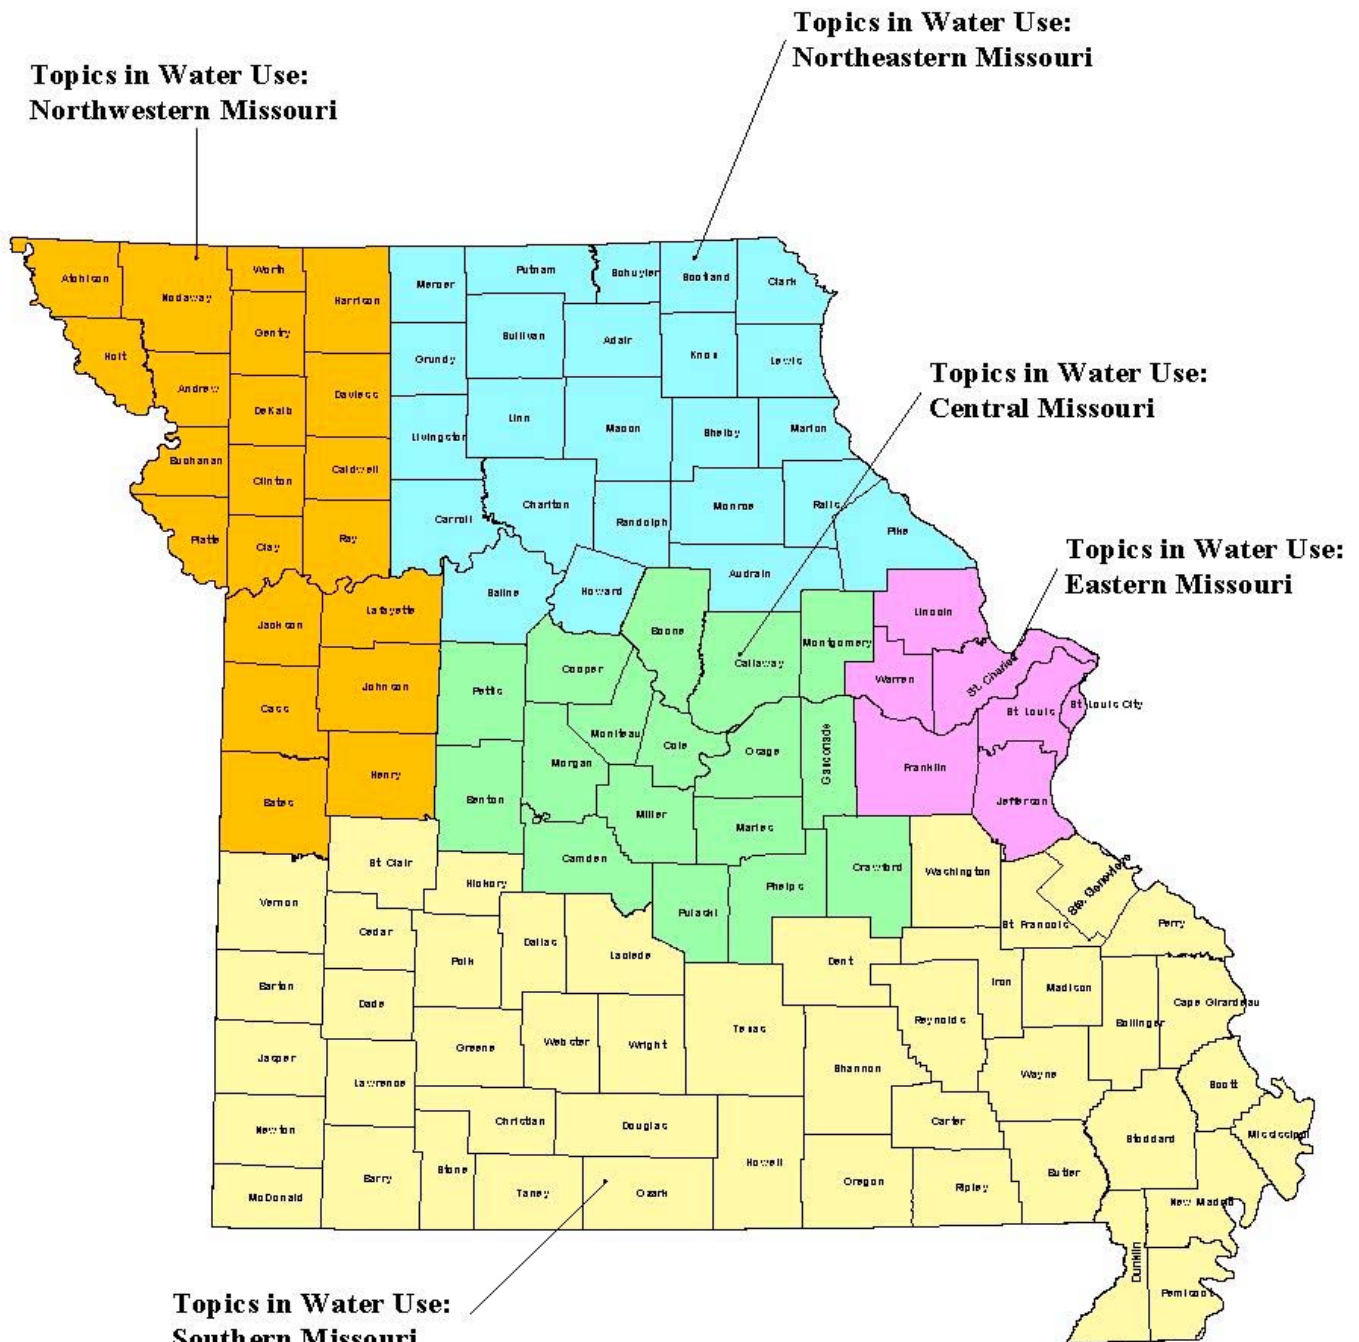 Topics in Water Use:
Northeastern Missouri
Topics in Water Use:
Northwestern Missouri
Topics in Water Use:
Central Missouri
Topics in Water Use:
Eastern Missouri
Atchison
Nodaway
Worth
Harrison
Mercer
Putnam
Schuyler
Scotland
Clark
Holt
Gentry
Grundy
Sullivan
Adair
Knox
Lewis
Andrew
DeKalb
Daviess
Livingston
Linn
Macon
Shelby
Marion
Buchanan
Clinton
Caldwell
Carroll
Chariton
Randolph
Monroe
Ralls
Pike
Platte
Clay
Ray
Audrain
Saline
Howard
Lincoln
Jackson
Lafayette
Boone
Callaway
Montgomery
Cooper
Warren
St. Charles
Johnson
Pettis
Cass
Moniteau
Cole
Osage
Gasconade
St Louis
St Louis City
Morgan
Franklin
Henry
Bates
Benton
Miller
Maries
Jefferson
St Clair
Camden
Crawford
Washington
Hickory
Phelps
Pulaski
Ste. Genevieve
Vernon
Cedar
Polk
Dallas
Laclede
Dent
St Francois
Perry
Barton
Dade
Texas
Iron
Madison
Cape Girardeau
Bollinger
Reynolds
Jasper
Greene
Webster
Wright
Shannon
Wayne
Scott
Lawrence
Newton
Christian
Douglas
Carter
Stoddard
Mississippi
McDonald
Barry
Stone
Taney
Ozark
Howell
Oregon
Ripley
Butler
New Madrid
Dunklin
Pemiscot
Topics in Water Use:
Southern Missouri